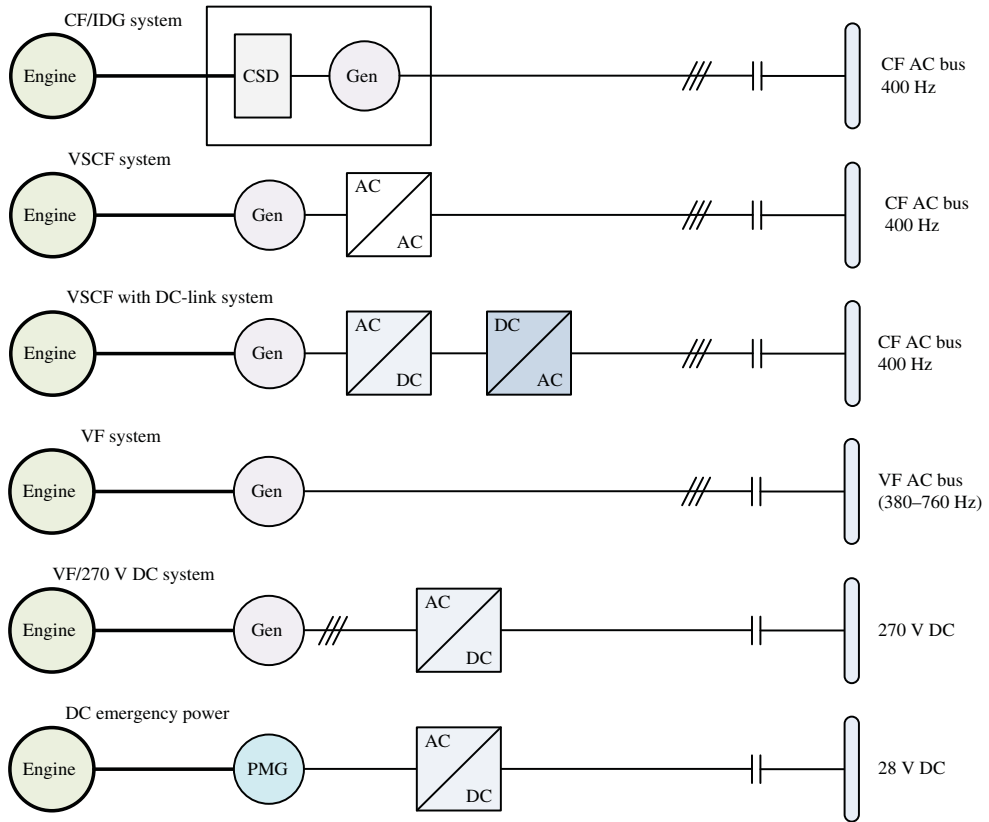 CF/IDG system
Engine
CSD
Gen
CF AC bus
400 Hz
VSCF system
Engine
Gen
AC
AC
CF AC bus
400 Hz
VSCF with DC-link system
Engine
Gen
AC
DC
DC
AC
CF AC bus
400 Hz
VF system
Engine
Gen
VF AC bus
(380–760 Hz)
VF/270 V DC system
Engine
Gen
AC
DC
270 V DC
DC emergency power
Engine
PMG
AC
DC
28 V DC